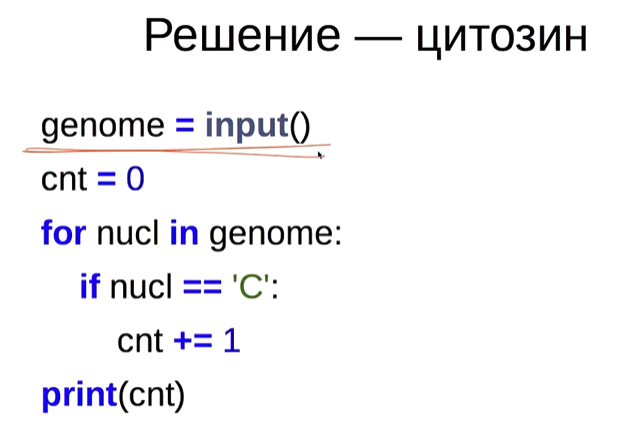 Решение — цитозин
genome = input()
cnt = 0
for nucl in genome:
if nucl == 'C':
cnt += 1
print(cnt)